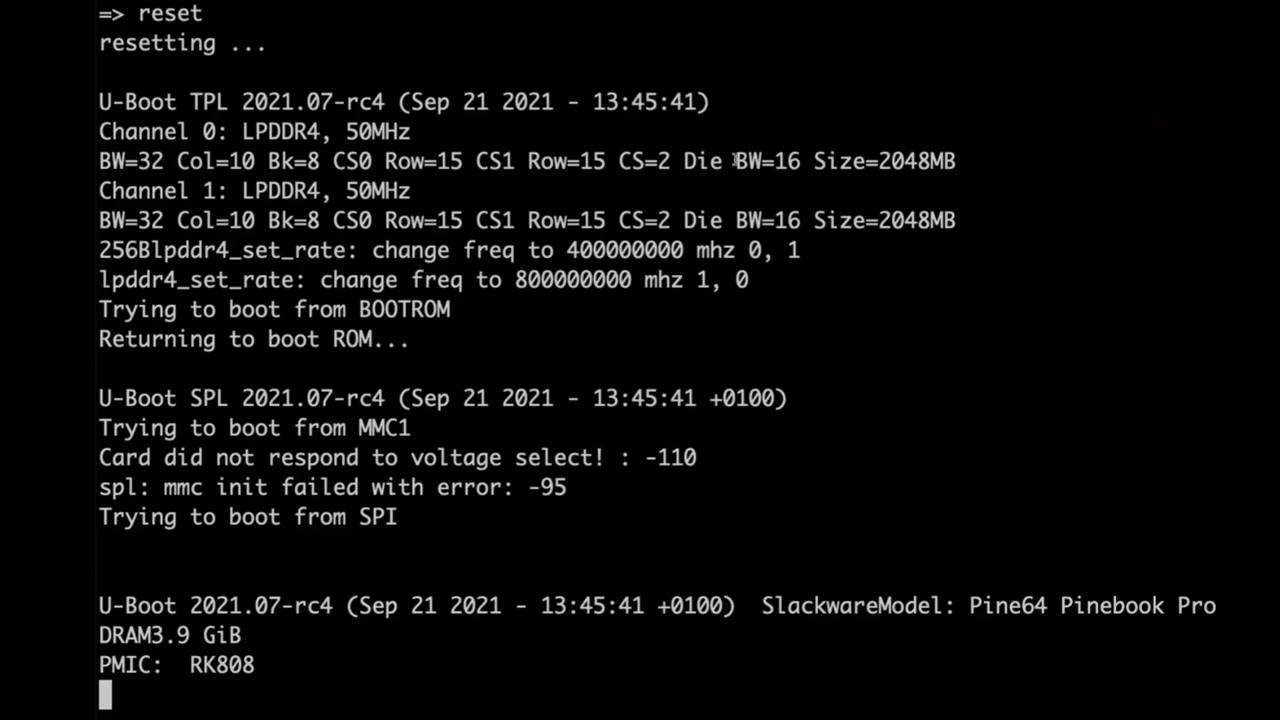 => reset
resetting ...
U-Boot TPL 2021.07-rc4 (Sep 21 2021 - 13:45:41)
Channel 0: LPDDR4, 50MHz
BW=32 Col=10 Bk=8 CS0 Row=15 CS1 Row=15 CS=2 Die BW=16 Size=2048MB
Channel 1: LPDDR4, 50MHz
BW=32 Col=10 Bk=8 CS0 Row=15 CS1 Row=15 CS=2 Die BW=16 Size=2048MB
256Blpddr4_set_rate: change freq to 400000000 mhz 0, 1
lpddr4_set_rate: change freq to 800000000 mhz 1, 0
Trying to boot from BOOTROM
Returning to boot ROM...
U-Boot SPL 2021.07-rc4 (Sep 21 2021 - 13:45:41 +0100)
Trying to boot from MMC1
Card did not respond to voltage select! : -110
spl: mmc init failed with error: -95
Trying to boot from SPI
U-Boot 2021.07-rc4 (Sep 21 2021 - 13:45:41 +0100)  SlackwareModel: Pine64 Pinebook Pro
DRAM3.9 GiB
PMIC:  RK808